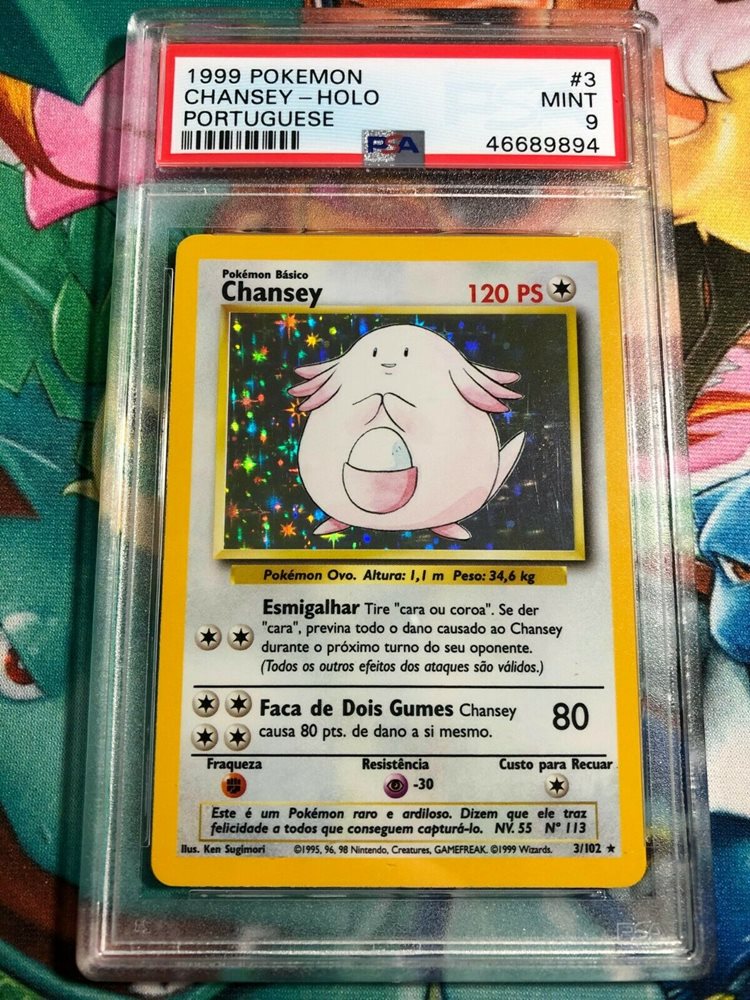 1999 POKEMON #3
CHANSEY – HOLO MINT
PORTUGUESE 9
PSA 46689894
Pokémon Básico
Chansey 120 PS
Pokémon Ovo. Altura: 1,1 m Peso: 34,6 kg
Esmigalhar Tire "cara ou coroa". Se der
"cara", previna todo o dano causado ao Chansey
durante o próximo turno do seu oponente.
(Todos os outros efeitos dos ataques são válidos.)
Faca de Dois Gumes Chansey 80
causa 80 pts. de dano a si mesmo.
Fraqueza Resistência Custo para Recuar
-30
Este é um Pokémon raro e ardiloso. Dizem que ele traz
felicidade a todos que conseguem capturá-lo. NV. 55 Nº 113
Ilus. Ken Sugimori ©1995, 96, 98 Nintendo, Creatures, GAMEFREAK. ©1999 Wizards. 3/102 ★
PSA